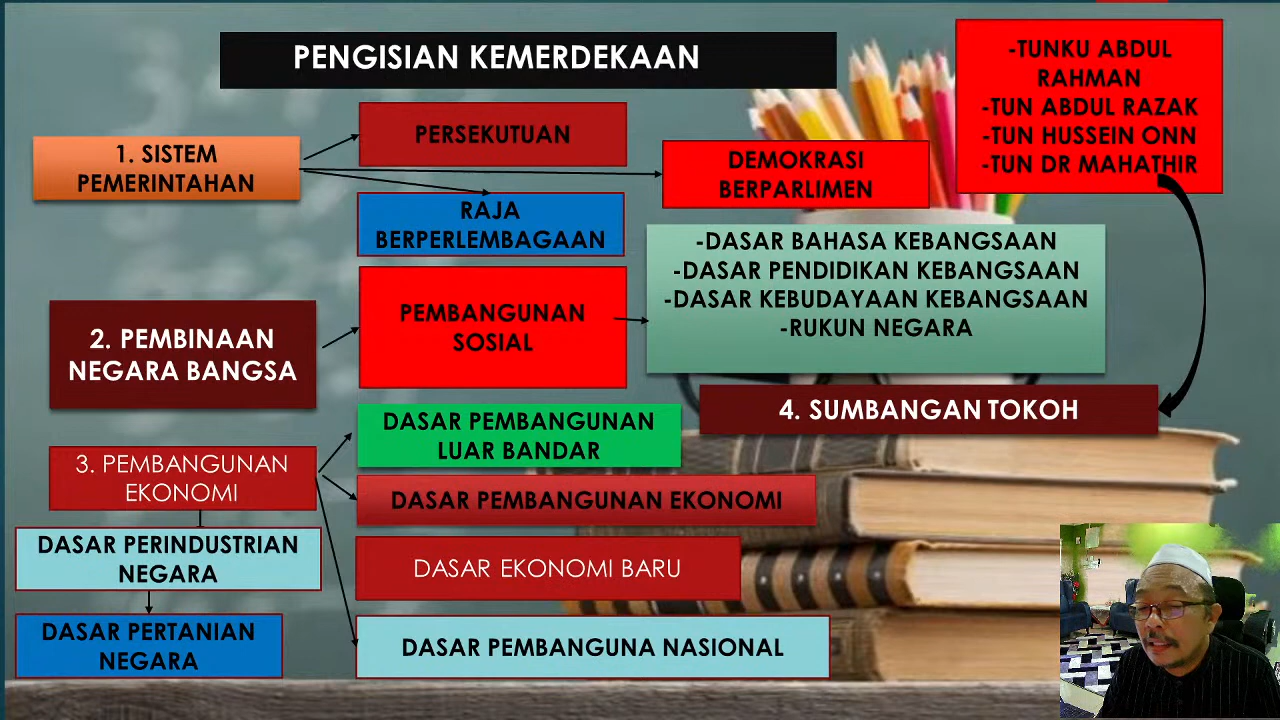 PENGISIAN KEMERDEKAAN
-TUNKU ABDUL
RAHMAN
-TUN ABDUL RAZAK
-TUN HUSSEIN ONN
-TUN DR MAHATHIR
1. SISTEM
PEMERINTAHAN
PERSEKUTUAN
DEMOKRASI
BERPARLIMEN
RAJA
BERPERLEMBAGAAN
2. PEMBINAAN
NEGARA BANGSA
PEMBANGUNAN
SOSIAL
-DASAR BAHASA KEBANGSAAN
-DASAR PENDIDIKAN KEBANGSAAN
-DASAR KEBUDAYAAN KEBANGSAAN
-RUKUN NEGARA
4. SUMBANGAN TOKOH
3. PEMBANGUNAN
EKONOMI
DASAR PEMBANGUNAN
LUAR BANDAR
DASAR PEMBANGUNAN EKONOMI
DASAR EKONOMI BARU
DASAR PEMBANGUNA NASIONAL
DASAR PERINDUSTRIAN
NEGARA
DASAR PERTANIAN
NEGARA